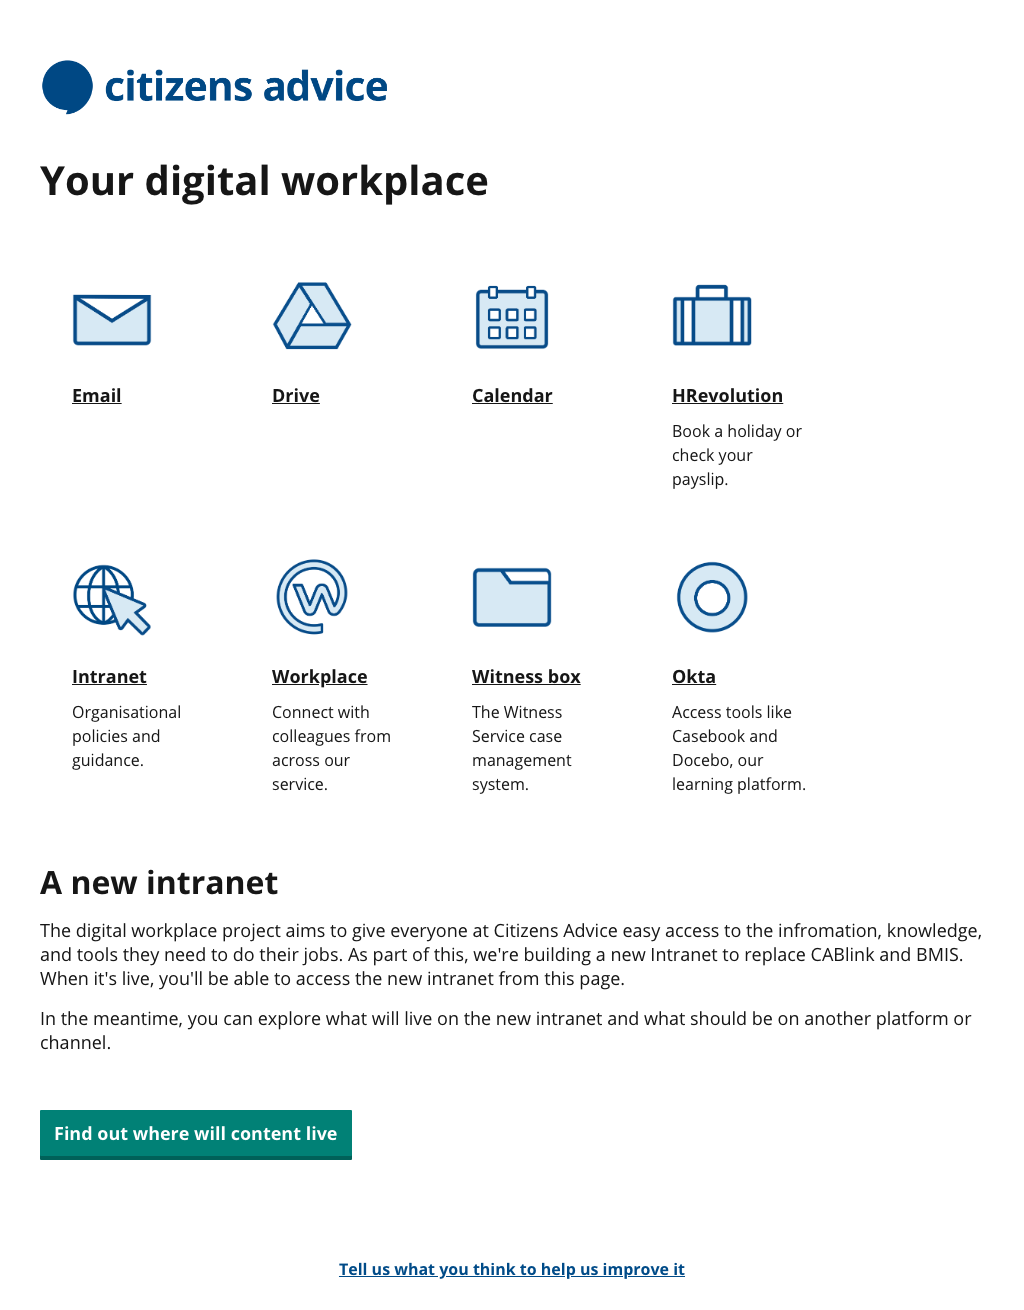 citizens advice
Your digital workplace
Email
Drive
Calendar
HRevolution
Book a holiday or
check your
payslip.
Intranet
Organisational
policies and
guidance.
Workplace
Connect with
colleagues from
across our
service.
Witness box
The Witness
Service case
management
system.
Okta
Access tools like
Casebook and
Docebo, our
learning platform.
A new intranet
The digital workplace project aims to give everyone at Citizens Advice easy access to the infromation, knowledge,
and tools they need to do their jobs. As part of this, we're building a new Intranet to replace CABlink and BMIS.
When it's live, you'll be able to access the new intranet from this page.
In the meantime, you can explore what will live on the new intranet and what should be on another platform or
channel.
Find out where will content live
Tell us what you think to help us improve it